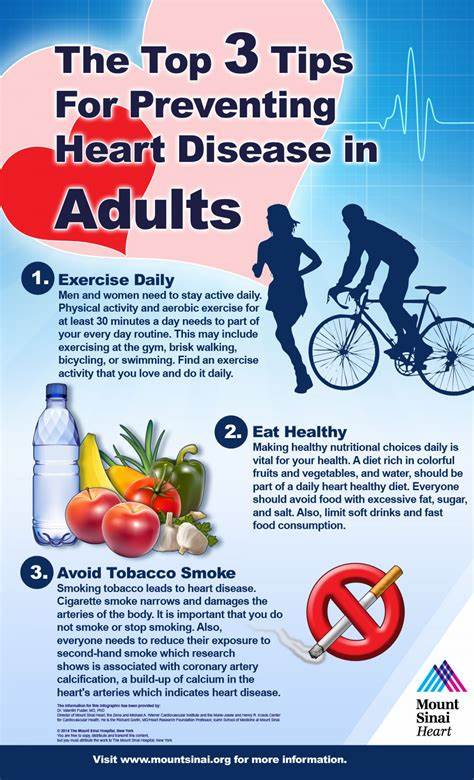 The Top 3 Tips
For Preventing
Heart Disease in
Adults
1. Exercise Daily
Men and women need to stay active daily.
Physical activity and aerobic exercise for
at least 30 minutes a day needs to part of
your every day routine. This may include
exercising at the gym, brisk walking,
bicycling, or swimming. Find an exercise
activity that you love and do it daily.
2. Eat Healthy
Making healthy nutritional choices daily is
vital for your health. A diet rich in colorful
fruits and vegetables, and water, should be
part of a daily heart healthy diet. Everyone
should avoid food with excessive fat, sugar,
and salt. Also, limit soft drinks and fast
food consumption.
3. Avoid Tobacco Smoke
Smoking tobacco leads to heart disease.
Cigarette smoke narrows and damages the
arteries of the body. It is important that you do
not smoke or stop smoking. Also,
everyone needs to reduce their exposure to
second-hand smoke which research
shows is associated with coronary artery
calcification, a build-up of calcium in the
heart's arteries which indicates heart disease.
The information for this infographic has been provided by:
Dr. Valentin Fuster, MD, PhD
Director of Mount Sinai Heart, the Zena and Michael A. Wiener Cardiovascular Institute and the Marie-Josée and Henry R. Kravis Center
for Cardiovascular Health. He is the Richard Gorlin, MD/Heart Research Foundation Professor, Icahn School of Medicine at Mount Sinai
© 2014 The Mount Sinai Hospital, New York
You are free to copy, distribute and transmit this content,
but you must attribute the work to The Mount Sinai Hospital, New York.
Mount
Sinai
Heart
Visit www.mountsinai.org for more information.